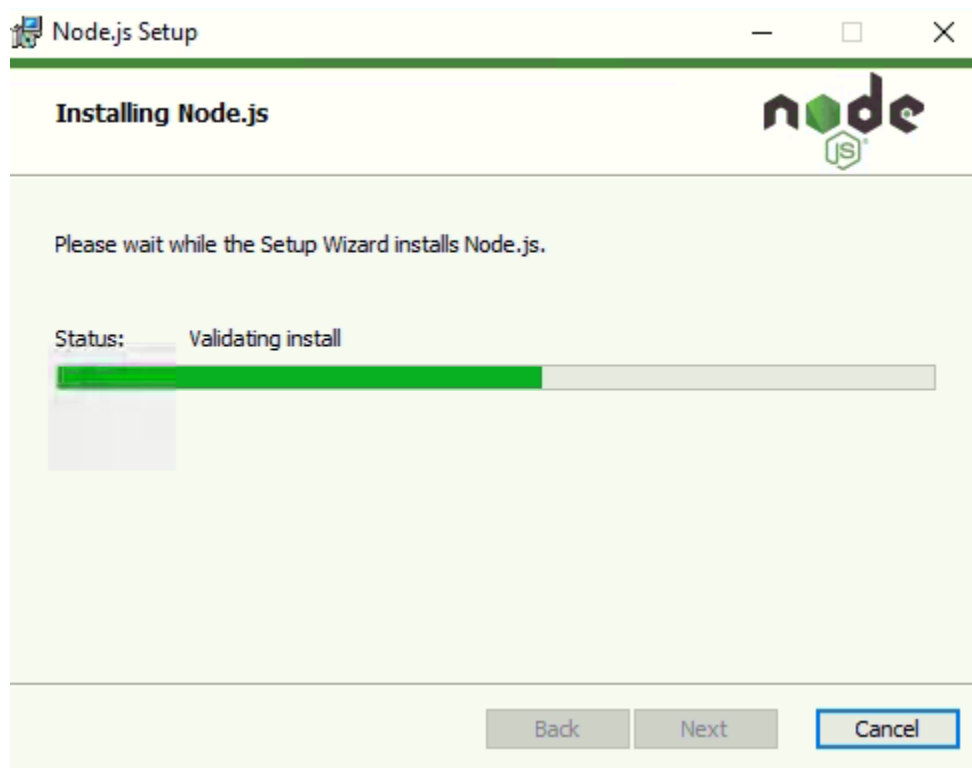 Node.js Setup
Installing Node.js
node
JS
Please wait while the Setup Wizard installs Node.js.
Status: Validating install
Back Next Cancel